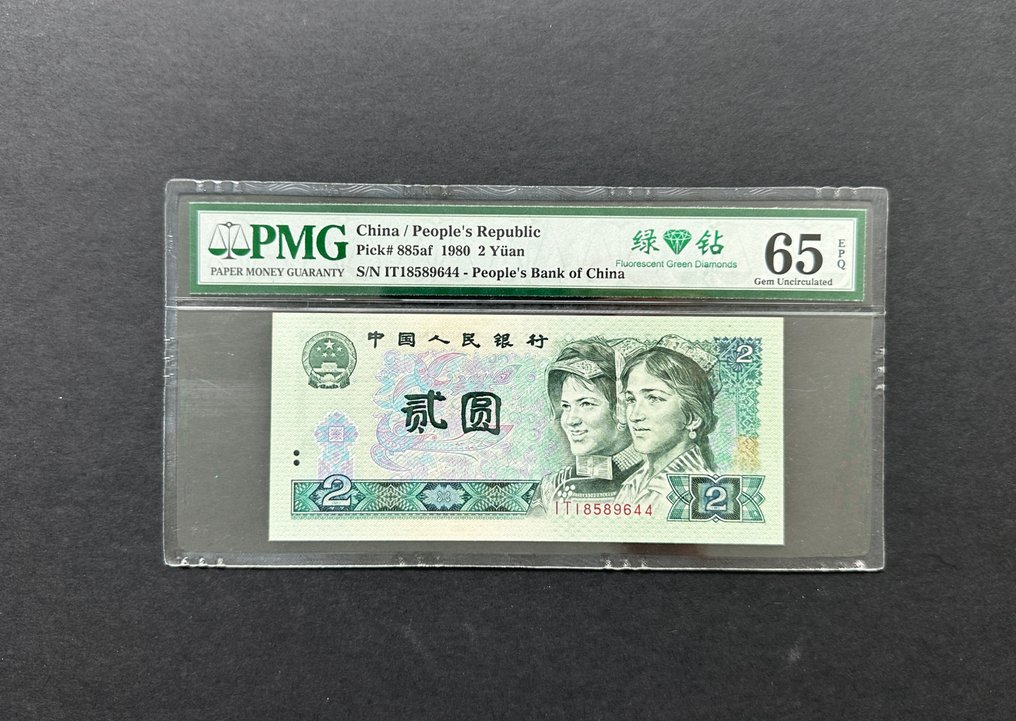 PMG
PAPER MONEY GUARANTY
China / People's Republic
Pick# 885af 1980 2 Yüan
S/N IT18589644 - People's Bank of China
绿钻
Fluorescent Green Diamonds
65
EPQ
Gem Uncirculated
中国人民银行
2
贰圆
2
IT18589644
2